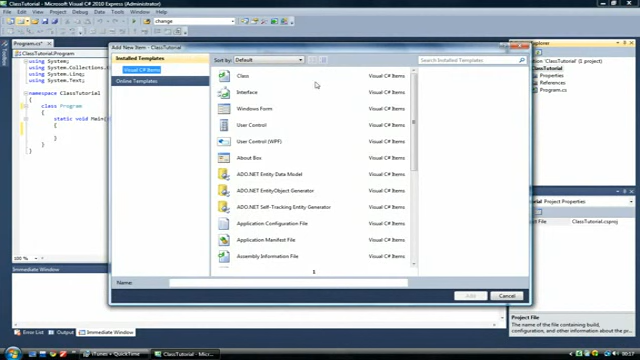 ClassTutorial - Microsoft Visual C# 2010 Express (Administrator)
File Edit View Project Debug Data Tools Window Help
change
Program.cs*
ClassTutorial.Program
using System;
using System.Collections.
using System.Linq;
using System.Text;
namespace ClassTutorial
{
class Program
{
static void Main(
{
}
}
}
100 %
Add New Item - ClassTutorial
Installed Templates
Visual C# Items
Online Templates
Sort by: Default
Search Installed Templates
Class Visual C# Items
Interface Visual C# Items
Windows Form Visual C# Items
User Control Visual C# Items
User Control (WPF) Visual C# Items
About Box Visual C# Items
ADO.NET Entity Data Model Visual C# Items
ADO.NET EntityObject Generator Visual C# Items
ADO.NET Self-Tracking Entity Generator Visual C# Items
Application Configuration File Visual C# Items
Application Manifest File Visual C# Items
Assembly Information File Visual C# Items
Name:
Add Cancel
Explorer
'ClassTutorial' (1 project)
ClassTutorial
Properties
References
Program.cs
Project Properties
File ClassTutorial.csproj
Project File
The name of the file containing build,
configuration, and other information about...
Immediate Window
Error List Output Immediate Window
iTunes QuickTime ClassTutorial - Micr...
00:37